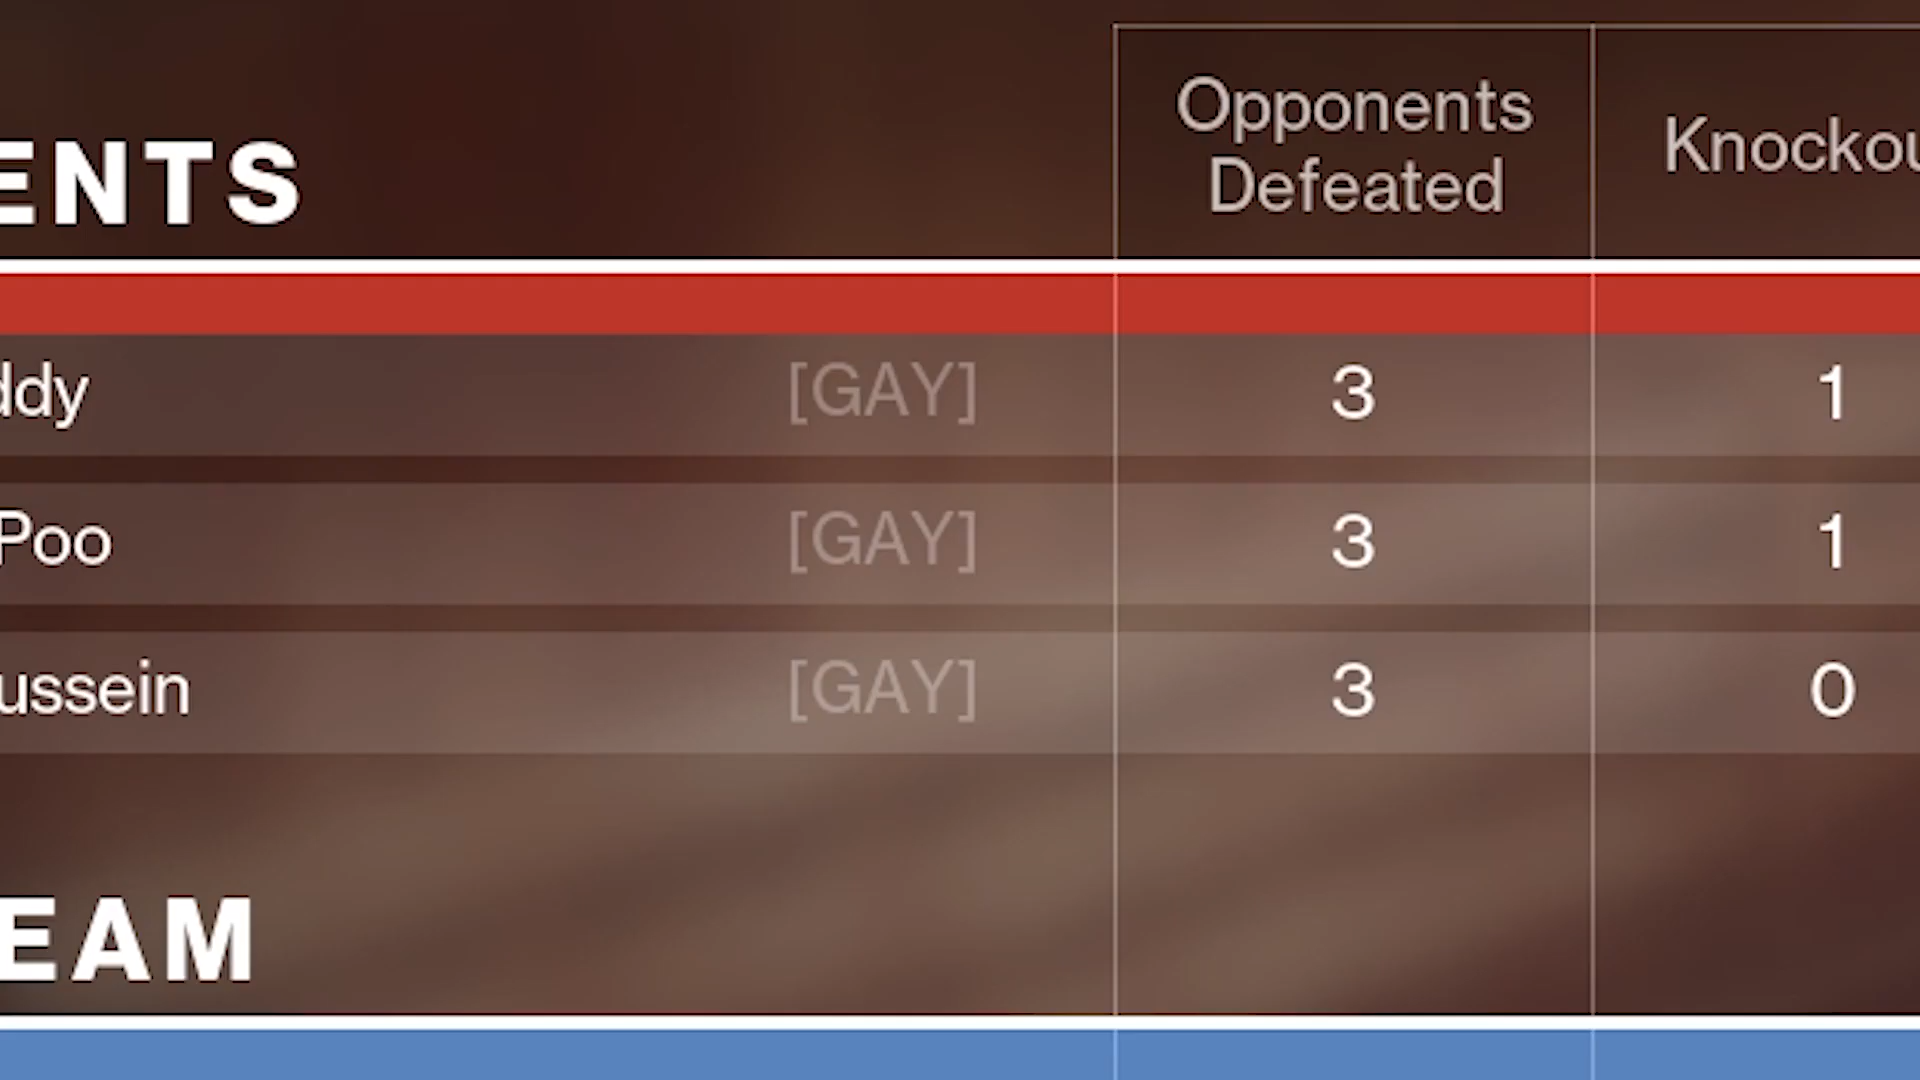 Opponents
Defeated
Knockou
ENTS
ddy [GAY] 3 1
Poo [GAY] 3 1
ussein [GAY] 3 0
EAM